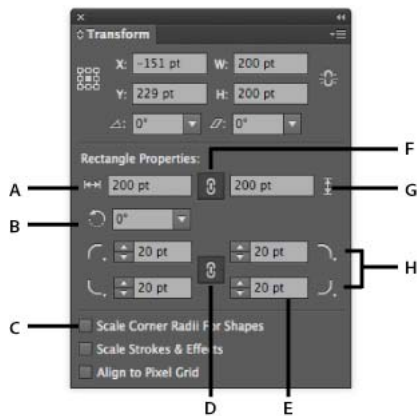 Transform
X: -151 pt W: 200 pt
Y: 229 pt H: 200 pt
0° 0°
Rectangle Properties:
F
A 200 pt 200 pt G
B 0°
20 pt 20 pt
H
20 pt 20 pt
C Scale Corner Radii For Shapes
Scale Strokes & Effects
Align to Pixel Grid
D E